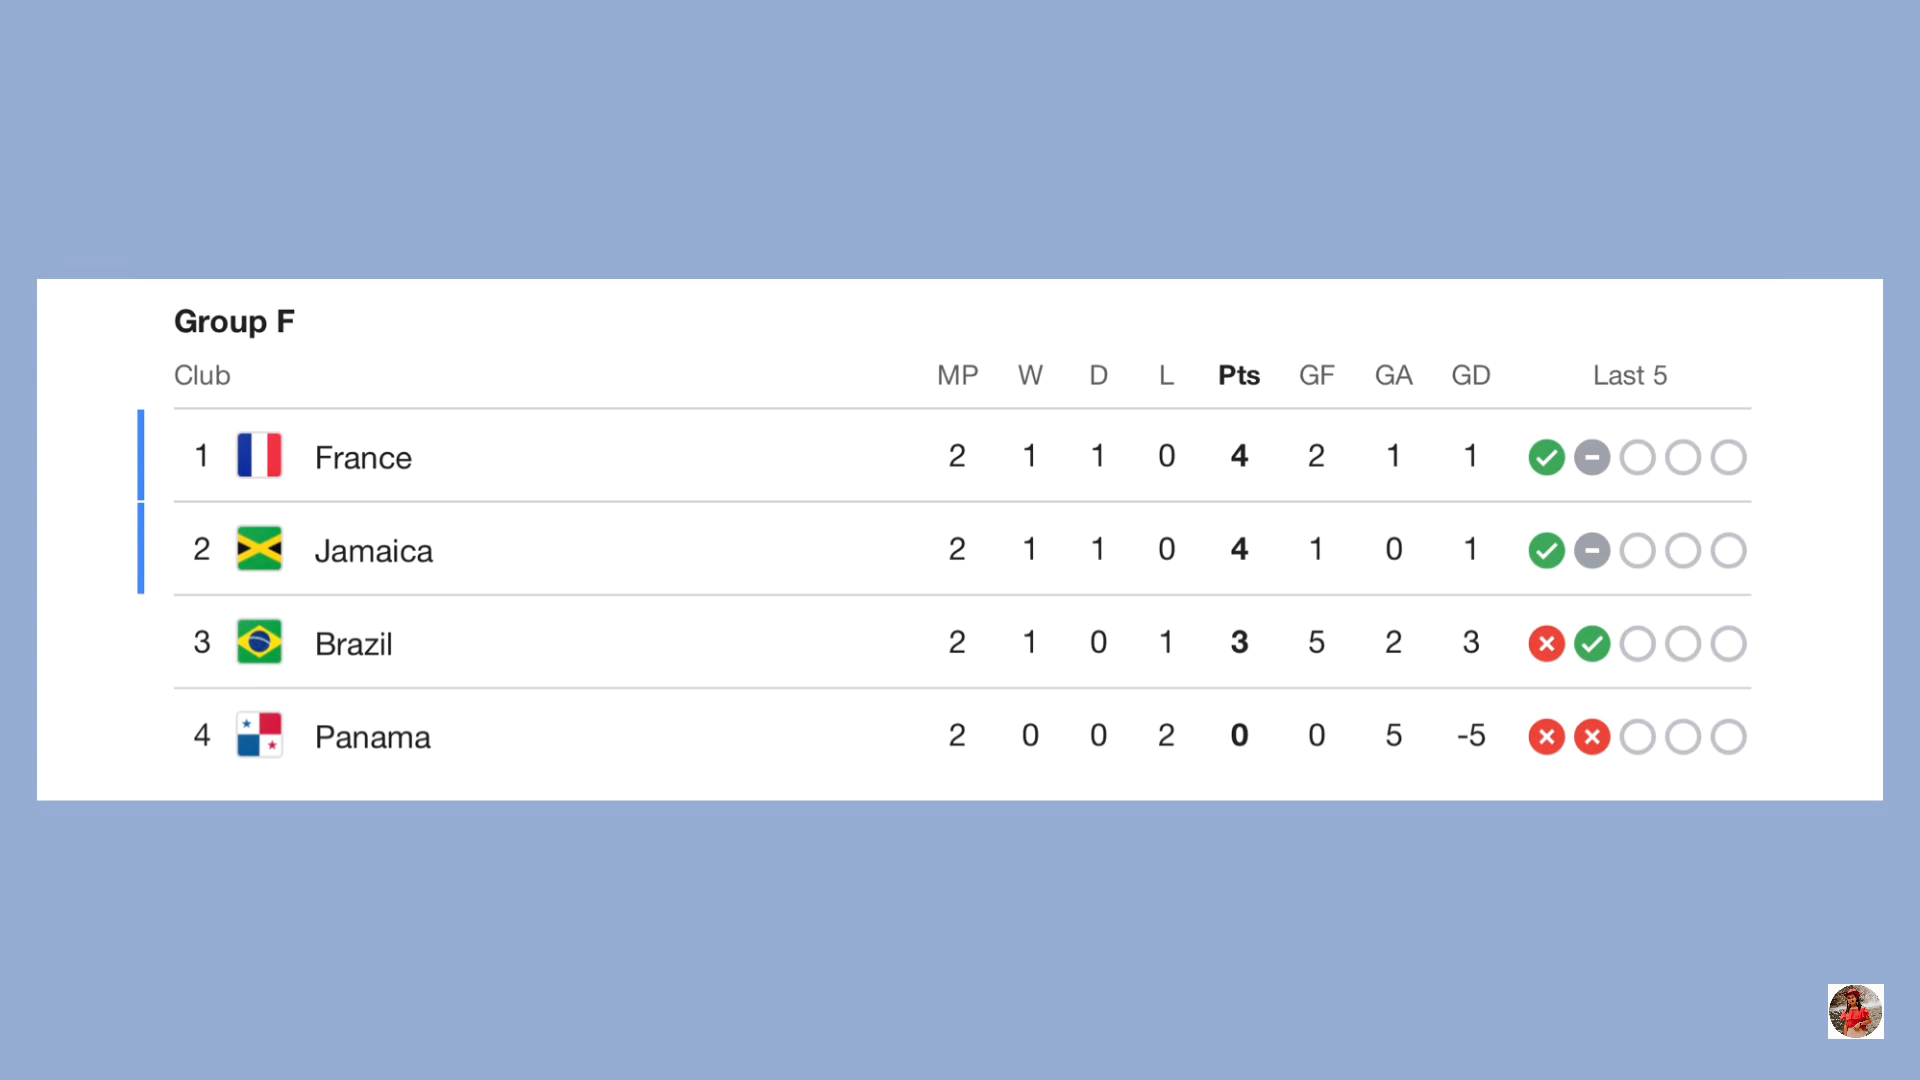 Group F
Club MP W D L Pts GF GA GD Last 5
1 France 2 1 1 0 4 2 1 1
2 Jamaica 2 1 1 0 4 1 0 1
3 Brazil 2 1 0 1 3 5 2 3
4 Panama 2 0 0 2 0 0 5 -5